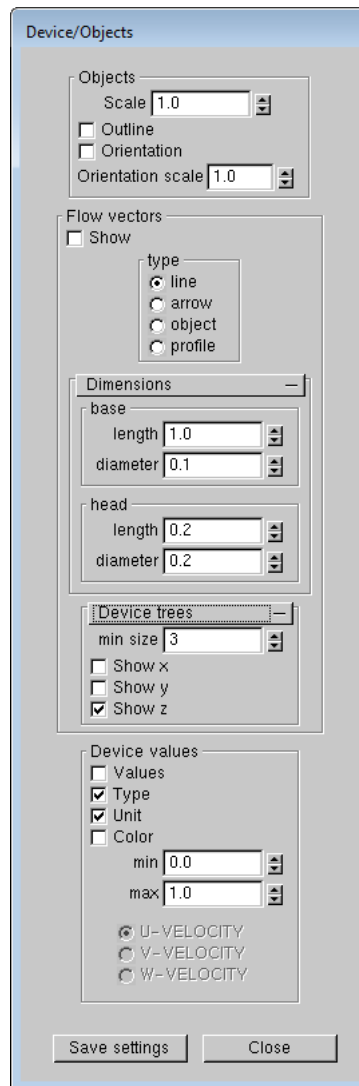 Device/Objects
Objects
Scale 1.0
Outline
Orientation
Orientation scale 1.0
Flow vectors
Show
type
line
arrow
object
profile
Dimensions
base
length 1.0
diameter 0.1
head
length 0.2
diameter 0.2
Device trees
min size 3
Show x
Show y
Show z
Device values
Values
Type
Unit
Color
min 0.0
max 1.0
U-VELOCITY
V-VELOCITY
W-VELOCITY
Save settings Close